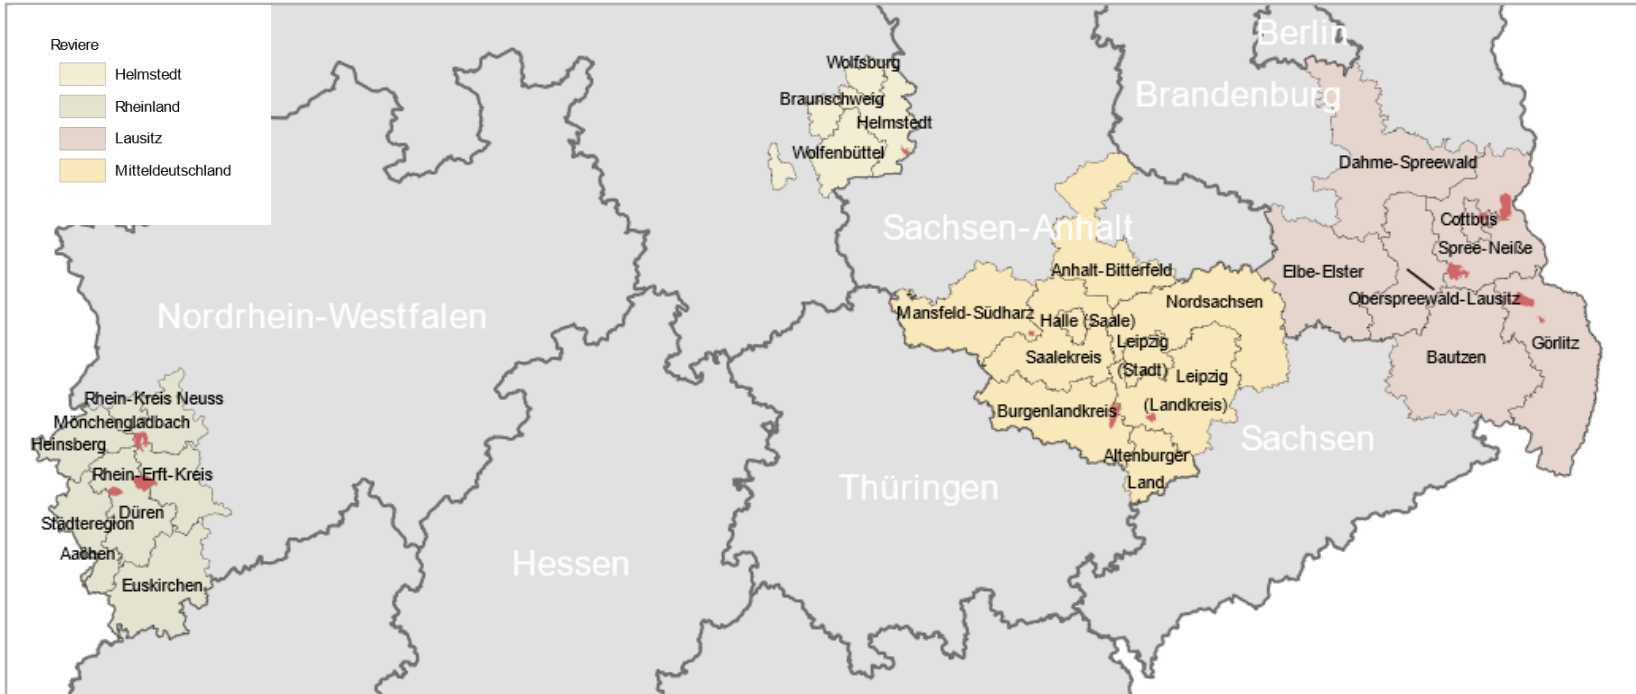 Reviere
Helmstedt
Rheinland
Lausitz
Mitteldeutschland
Berlin
Brandenburg
Wolfsburg
Braunschweig
Helmstedt
Wolfenbüttel
Dahme-Spreewald
Cottbus
Spree-Neiße
Elbe-Elster
Oberspreewald-Lausitz
Görlitz
Bautzen
Sachsen-Anhalt
Anhalt-Bitterfeld
Nordsachsen
Mansfeld-Südharz
Halle (Saale)
Leipzig
(Stadt)
Saalekreis
Leipzig
(Landkreis)
Burgenlandkreis
Altenburger
Land
Sachsen
Thüringen
Hessen
Nordrhein-Westfalen
Rhein-Kreis Neuss
Mönchengladbach
Heinsberg
Rhein-Erft-Kreis
Düren
Städteregion
Aachen
Euskirchen